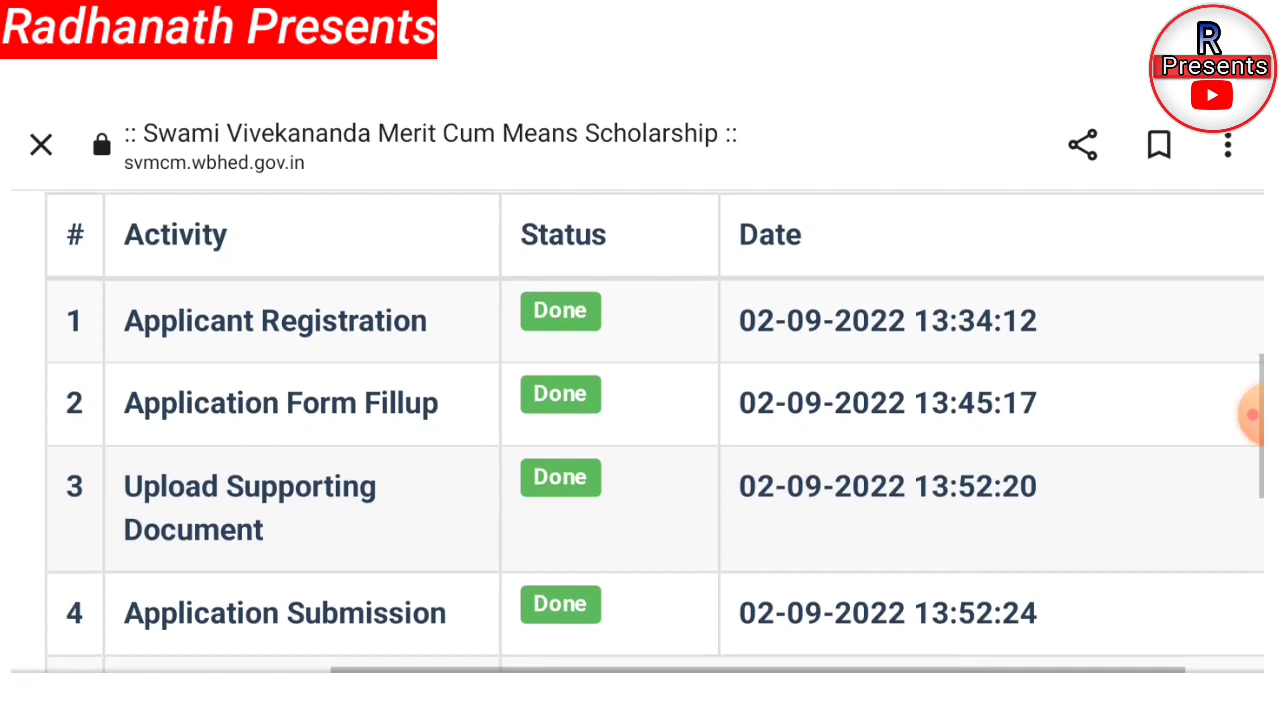 Radhanath Presents
R
Presents
:: Swami Vivekananda Merit Cum Means Scholarship ::
svmcm.wbhed.gov.in
# Activity Status Date
1 Applicant Registration Done 02-09-2022 13:34:12
2 Application Form Fillup Done 02-09-2022 13:45:17
3 Upload Supporting Done 02-09-2022 13:52:20
Document
4 Application Submission Done 02-09-2022 13:52:24